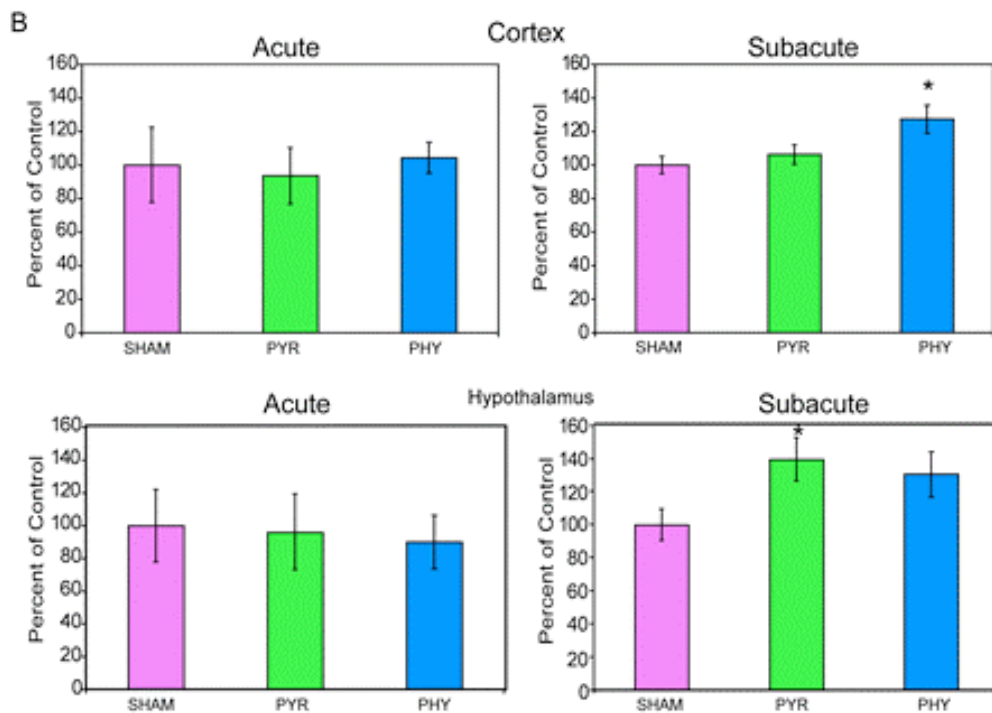 B
Cortex
Acute
Subacute
Percent of Control
160
140
120
100
80
60
40
20
0
SHAM PYR PHY
*
Percent of Control
160
140
120
100
80
60
40
20
0
SHAM PYR PHY
Hypothalamus
Acute
Subacute
Percent of Control
160
140
120
100
80
60
40
20
0
SHAM PYR PHY
*
Percent of Control
160
140
120
100
80
60
40
20
0
SHAM PYR PHY